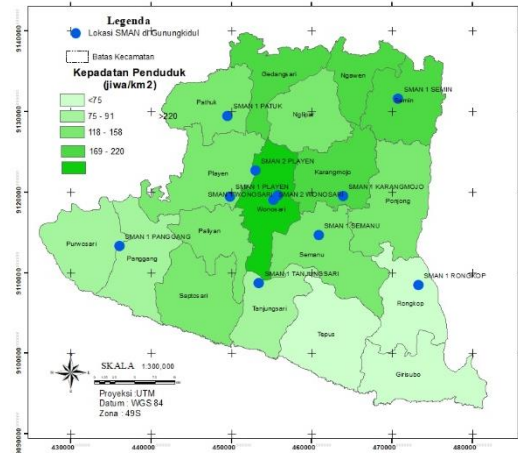 Legenda
Lokasi SMAN di Gunungkidul
Batas Kecamatan
Kepadatan Penduduk
(jiwa/km2)
<75
75 - 91
>220
118 - 158
169 - 220
Gedangsari
Ngawen
SMAN 1 SEMIN
Semin
Pathuk
SMAN 1 PATUK
Nglipar
SMAN 2 PLAYEN
Playen
Karangmojo
SMAN 1 PLAYEN
SMAN 2 WONOSARI
SMAN 1 KARANGMOJO
Wonosari
Ponjong
Paliyan
SMAN 1 SEMANU
Purwosari
SMAN 1 PANGGANG
Panggang
Semanu
SMAN 1 TANJUNGSARI
SMAN 1 RONGKOP
Saptosari
Tanjungsari
Rongkop
Tepus
Girisubo
SKALA 1:300,000
Proyeksi :UTM
Datum : WGS 84
Zona : 49S
9140000
9130000
9120000
9110000
9100000
9090000
430000
440000
450000
460000
470000
480000